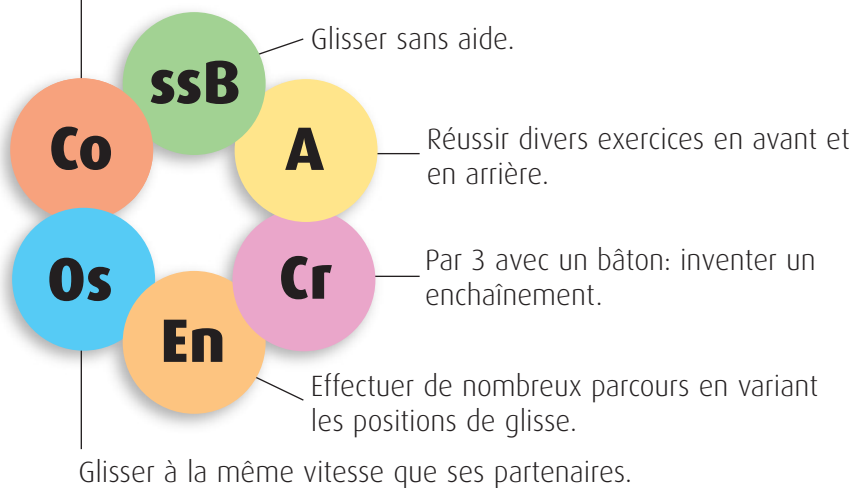 Glisser sans aide.
ssB
Co
A
Réussir divers exercices en avant et
en arrière.
Os
Cr
Par 3 avec un bâton: inventer un
enchaînement.
En
Effectuer de nombreux parcours en variant
les positions de glisse.
Glisser à la même vitesse que ses partenaires.